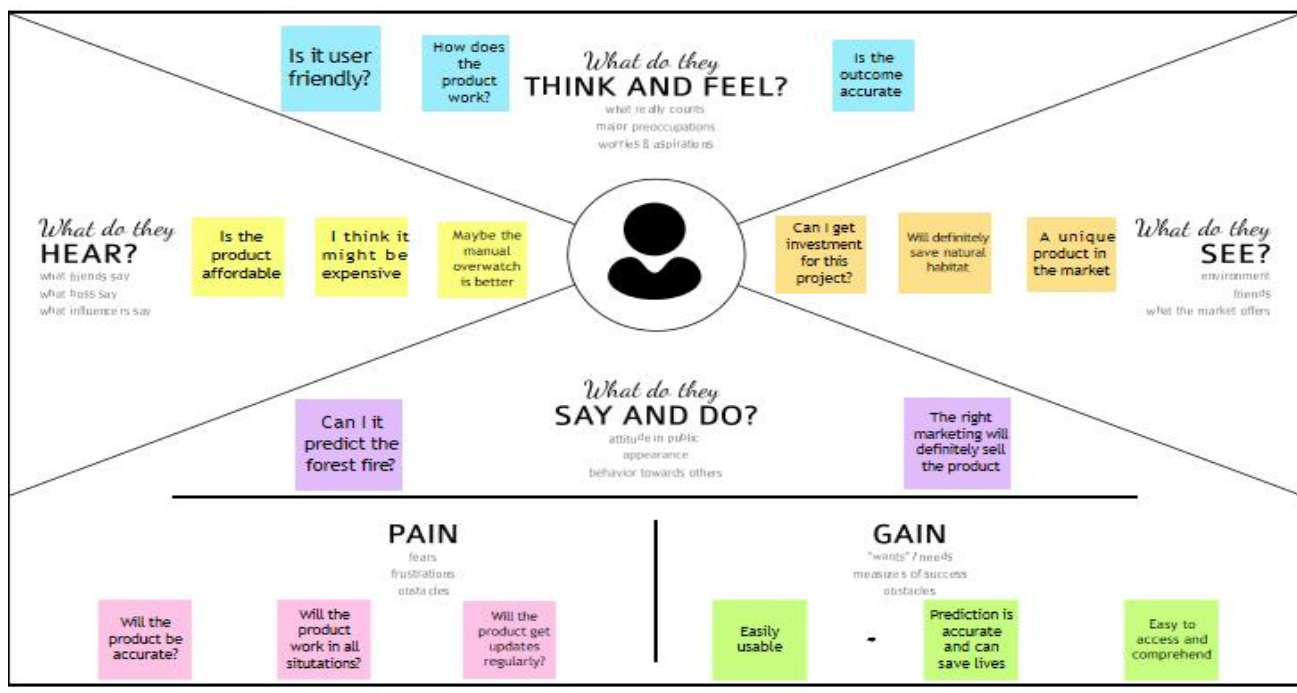 Is it user
friendly?
How does
the
product
work?
What do they
THINK AND FEEL?
what really counts
major preoccupations
worries & aspirations
Is the
outcome
accurate
What do they
HEAR?
what friends say
what boss say
what influencers say
Is the
product
affordable
I think it
might be
expensive
Maybe the
manual
overwatch
is better
Can I get
investment
for this
project?
Will definitely
save natural
habitat
A unique
product in
the market
What do they
SEE?
environment
friends
what the market offers
Can I it
predict the
forest fire?
What do they
SAY AND DO?
attitude in public
appearance
behavior towards others
The right
marketing will
definitely sell
the product
PAIN
fears
frustrations
obstacles
Will the
product be
accurate?
Will the
product
work in all
situtations?
Will the
product get
updates
regularly?
GAIN
"wants" / needs
measures of success
obstacles
Easily
usable
-
Prediction is
accurate
and can
save lives
Easy to
access and
comprehend